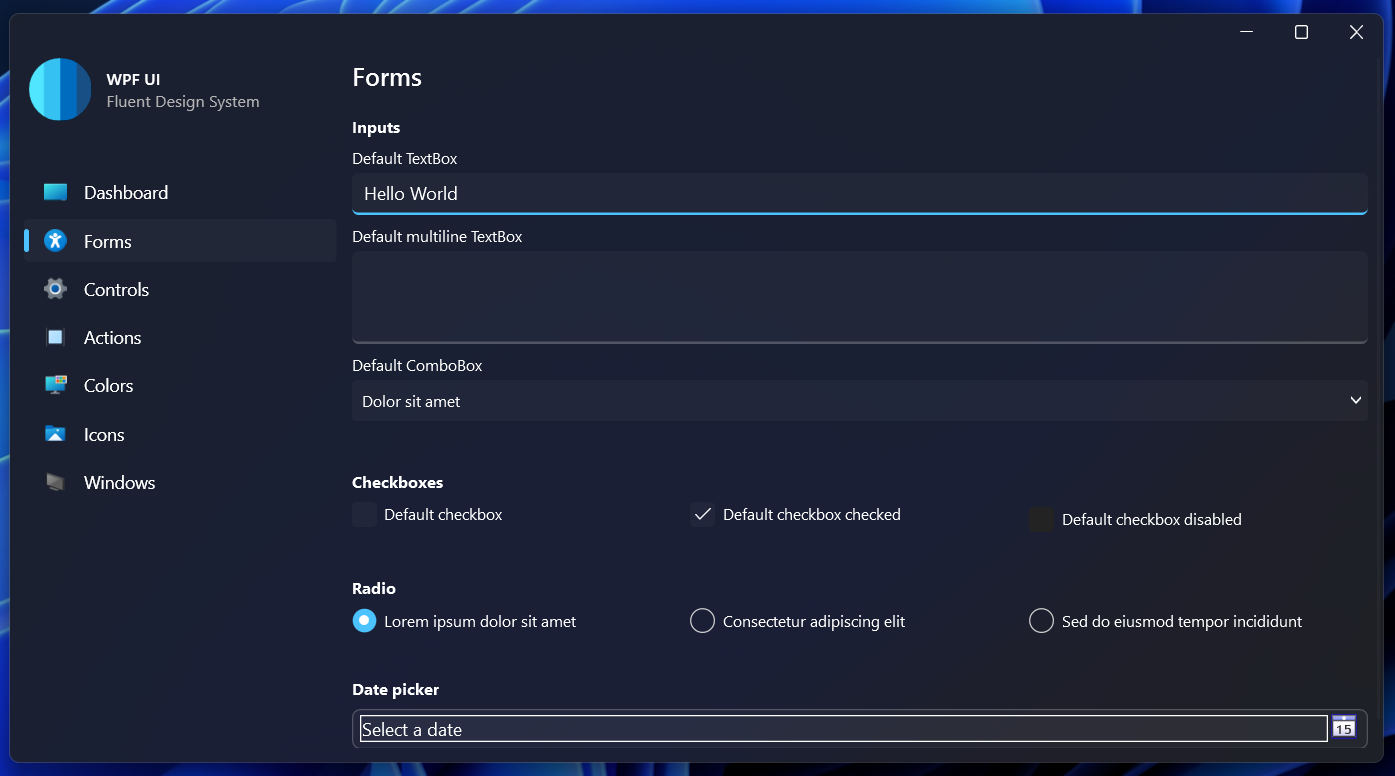 WPF UI
Fluent Design System
Dashboard
Forms
Controls
Actions
Colors
Icons
Windows
Forms
Inputs
Default TextBox
Hello World
Default multiline TextBox
Default ComboBox
Dolor sit amet
Checkboxes
Default checkbox
Default checkbox checked
Default checkbox disabled
Radio
Lorem ipsum dolor sit amet
Consectetur adipiscing elit
Sed do eiusmod tempor incididunt
Date picker
Select a date
15